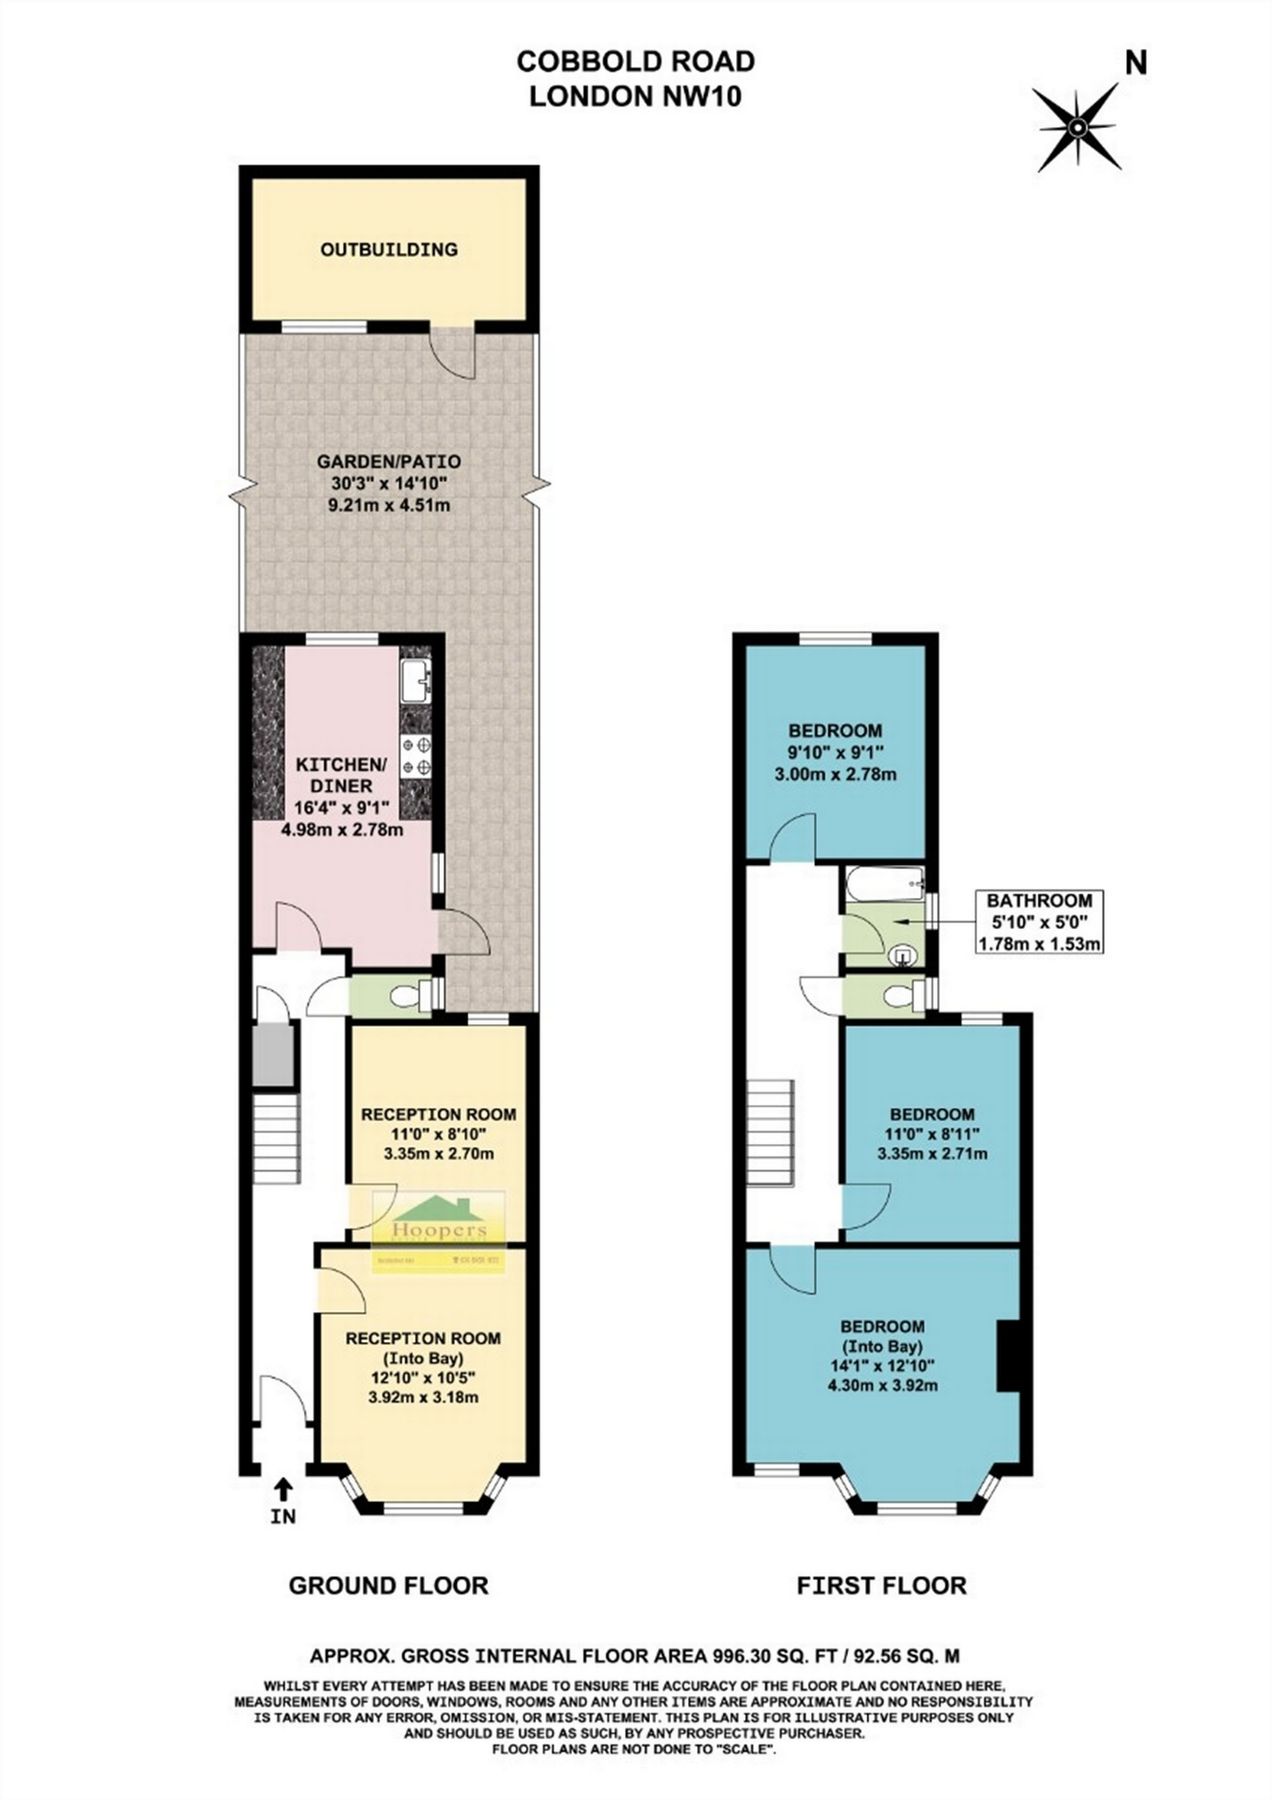 COBBOLD ROAD
LONDON NW10
N
OUTBUILDING
GARDEN/PATIO
30'3" x 14'10"
9.21m x 4.51m
KITCHEN/
DINER
16'4" x 9'1"
4.98m x 2.78m
BEDROOM
9'10" x 9'1"
3.00m x 2.78m
BATHROOM
5'10" x 5'0"
1.78m x 1.53m
RECEPTION ROOM
11'0" x 8'10"
3.35m x 2.70m
BEDROOM
11'0" x 8'11"
3.35m x 2.71m
Hoopers
RECEPTION ROOM
(Into Bay)
12'10" x 10'5"
3.92m x 3.18m
BEDROOM
(Into Bay)
14'1" x 12'10"
4.30m x 3.92m
IN
GROUND FLOOR
FIRST FLOOR
APPROX. GROSS INTERNAL FLOOR AREA 996.30 SQ. FT / 92.56 SQ. M
WHILST EVERY ATTEMPT HAS BEEN MADE TO ENSURE THE ACCURACY OF THE FLOOR PLAN CONTAINED HERE,
MEASUREMENTS OF DOORS, WINDOWS, ROOMS AND ANY OTHER ITEMS ARE APPROXIMATE AND NO RESPONSIBILITY
IS TAKEN FOR ANY ERROR, OMISSION, OR MIS-STATEMENT. THIS PLAN IS FOR ILLUSTRATIVE PURPOSES ONLY
AND SHOULD BE USED AS SUCH, BY ANY PROSPECTIVE PURCHASER.
FLOOR PLANS ARE NOT DONE TO "SCALE".